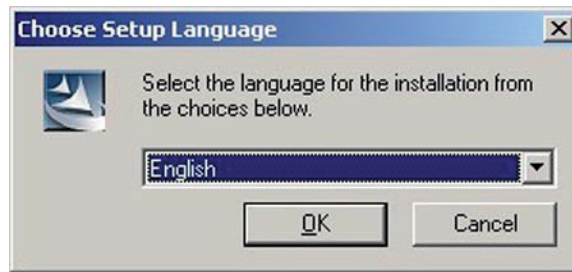 Choose Setup Language
Select the language for the installation from
the choices below.
English
OK
Cancel